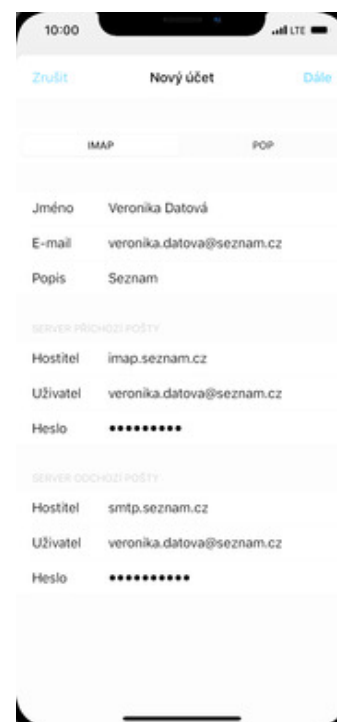 10:00 LTE
Zrušit Nový účet Dále
IMAP POP
Jméno Veronika Datová
E-mail veronika.datova@seznam.cz
Popis Seznam
SERVER PŘÍCHOZÍ POŠTY
Hostitel imap.seznam.cz
Uživatel veronika.datova@seznam.cz
Heslo •••••••••
SERVER ODCHOZÍ POŠTY
Hostitel smtp.seznam.cz
Uživatel veronika.datova@seznam.cz
Heslo ••••••••••